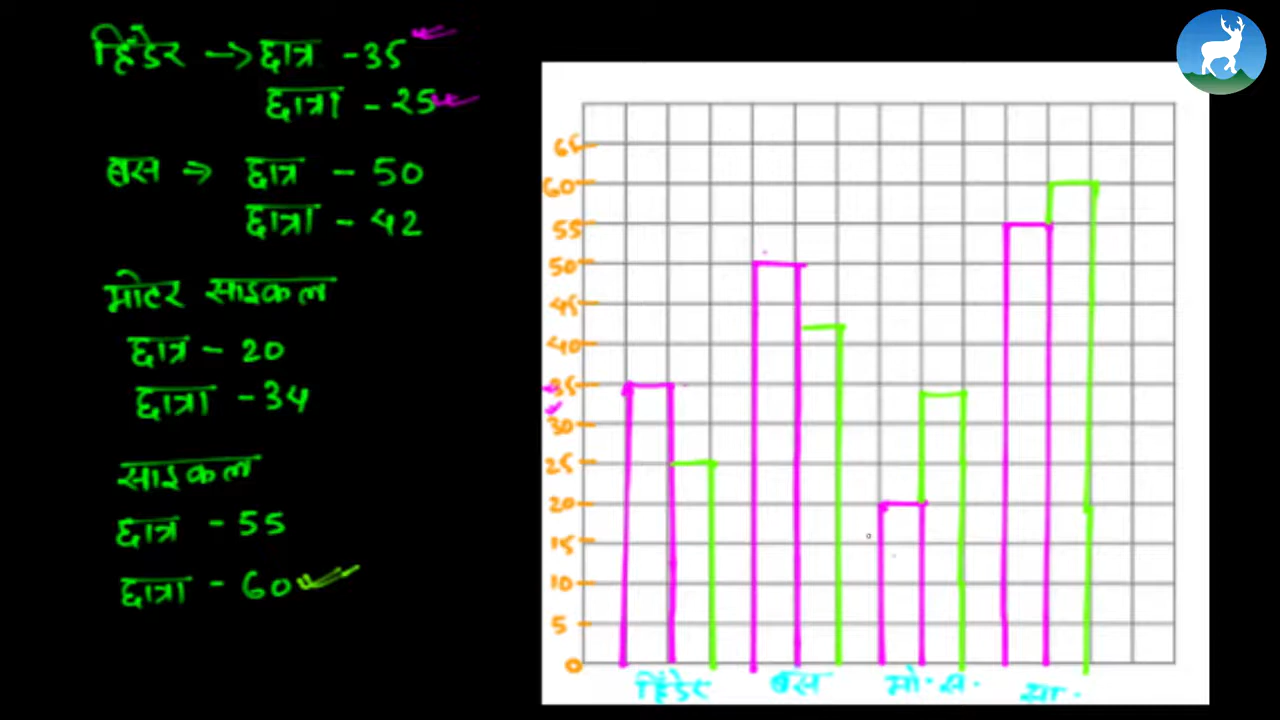 हिंडेर → छात्र - 35
छात्रा - 25
बस → छात्र - 50
छात्रा - 42
मोटर साइकल
छात्र - 20
छात्रा - 34
साइकल
छात्र - 55
छात्रा - 60
65
60
55
50
45
40
35
30
25
20
15
10
5
0
हिंडेर बस मो. स. सा.